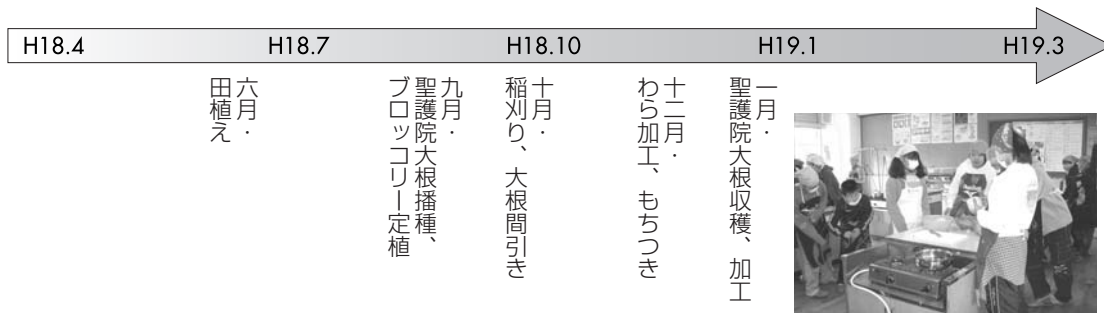 H18.4
H18.7
H18.10
H19.1
H19.3
六月・
田植え
九月・
聖護院大根播種、
ブロッコリー定植
十月・
稲刈り、大根間引き
十二月・
わら加工、もちつき
一月・
聖護院大根収穫、加工